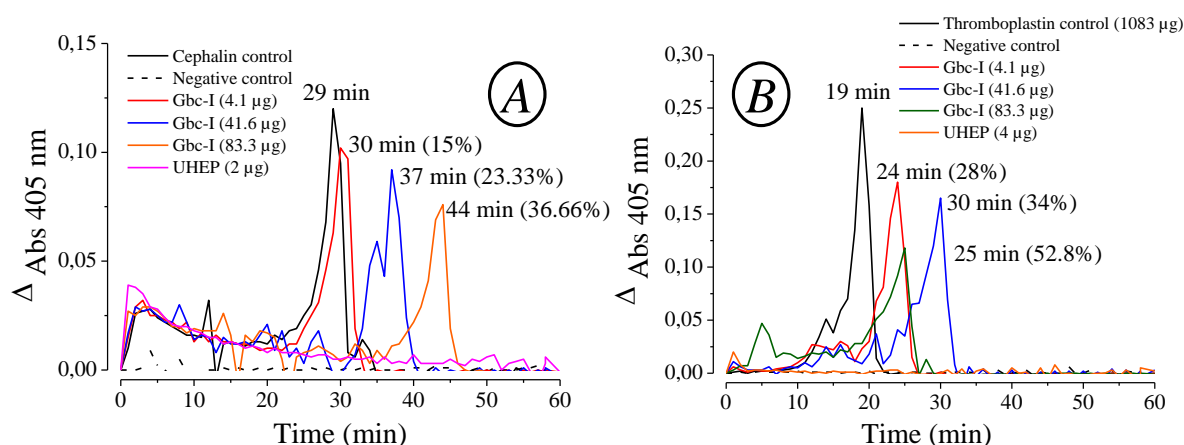 0,15
0,10
0,05
0,00
Δ Abs 405 nm
Cephalin control
Negative control
Gbc-I (4.1 µg)
Gbc-I (41.6 µg)
Gbc-I (83.3 µg)
UHEP (2 µg)
A
29 min
30 min (15%)
37 min (23.33%)
44 min (36.66%)
0 10 20 30 40 50 60
Time (min)
0,30
0,25
0,20
0,15
0,10
0,05
0,00
Δ Abs 405 nm
Thromboplastin control (1083 µg)
Negative control
Gbc-I (4.1 µg)
Gbc-I (41.6 µg)
Gbc-I (83.3 µg)
UHEP (4 µg)
B
19 min
24 min (28%)
30 min (34%)
25 min (52.8%)
0 10 20 30 40 50 60
Time (min)